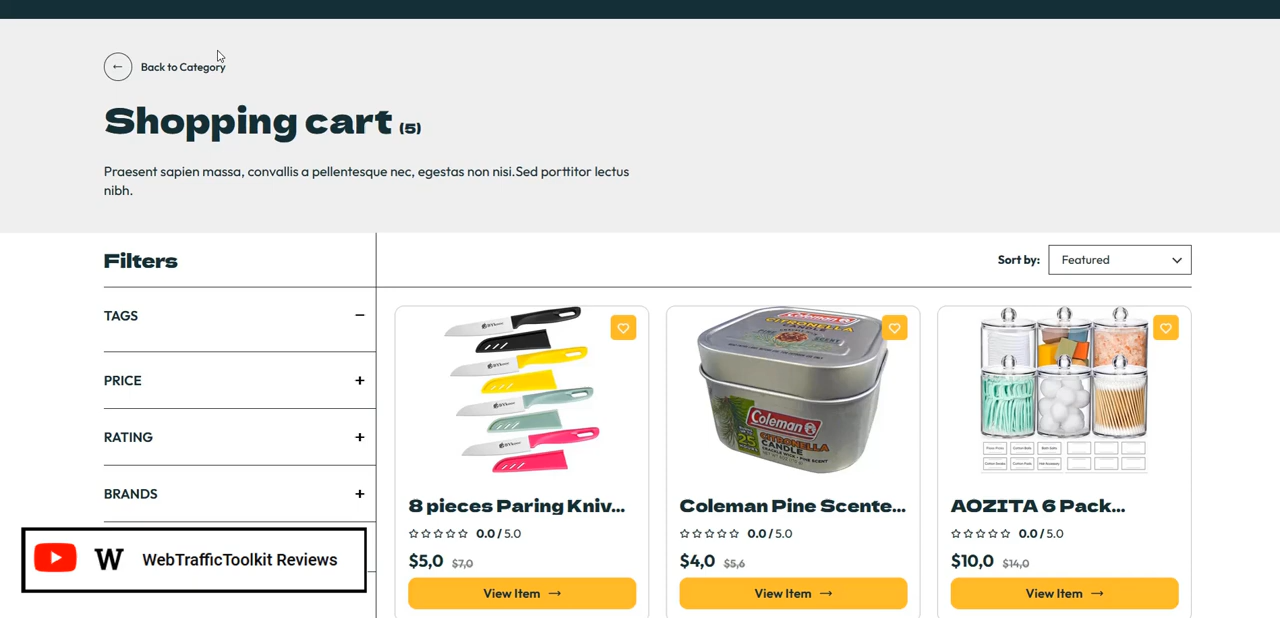 ← Back to Category
Shopping cart (5)
Praesent sapien massa, convallis a pellentesque nec, egestas non nisi.Sed porttitor lectus
nibh.
Filters
Sort by: Featured
TAGS −
PRICE +
RATING +
BRANDS +
Coleman
CITRONELLA
CANDLE
8 pieces Paring Kniv...
0.0 / 5.0
$5,0 $7,0
View Item →
Coleman Pine Scente...
0.0 / 5.0
$4,0 $5,6
View Item →
AOZITA 6 Pack...
0.0 / 5.0
$10,0 $14,0
View Item →
W WebTrafficToolkit Reviews